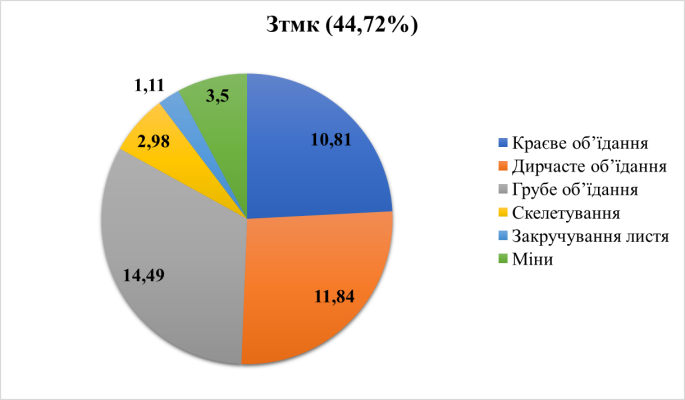 Зтмк (44,72%)
1,11
3,5
10,81
2,98
14,49
11,84
Краєве об’їдання
Дирчасте об’їдання
Грубе об’їдання
Скелетування
Закручування листя
Міни